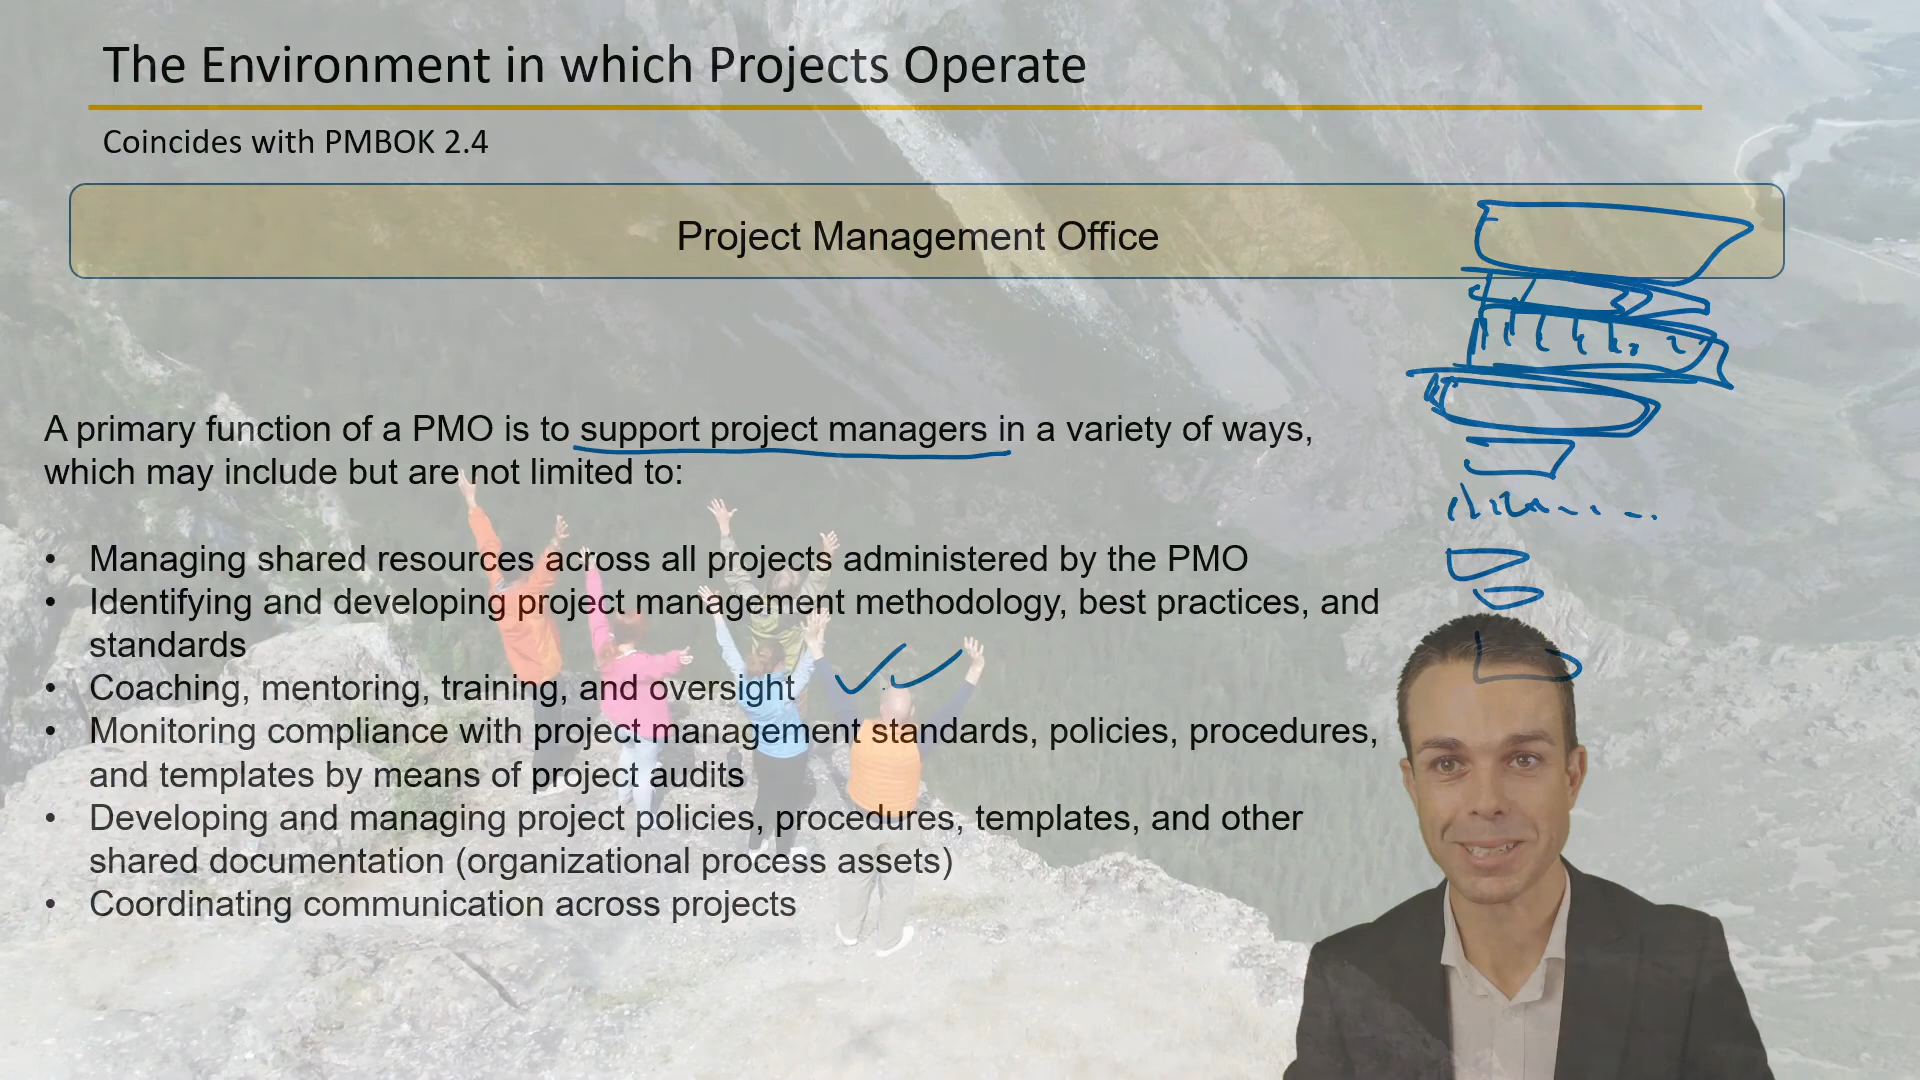 The Environment in which Projects Operate
Coincides with PMBOK 2.4
Project Management Office
A primary function of a PMO is to support project managers in a variety of ways,
which may include but are not limited to:
• Managing shared resources across all projects administered by the PMO
• Identifying and developing project management methodology, best practices, and
standards
• Coaching, mentoring, training, and oversight
• Monitoring compliance with project management standards, policies, procedures,
and templates by means of project audits
• Developing and managing project policies, procedures, templates, and other
shared documentation (organizational process assets)
• Coordinating communication across projects